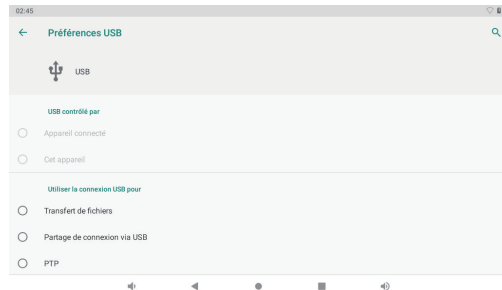 02:45
Préférences USB
USB
USB contrôlé par
Appareil connecté
Cet appareil
Utiliser la connexion USB pour
Transfert de fichiers
Partage de connexion via USB
PTP